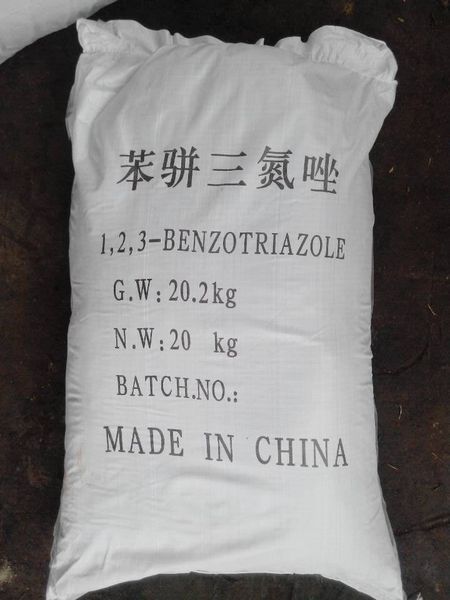 苯骈三氮唑
1,2,3-BENZOTRIAZOLE
G.W:20.2kg
N.W:20 kg
BATCH.NO.:
MADE IN CHINA